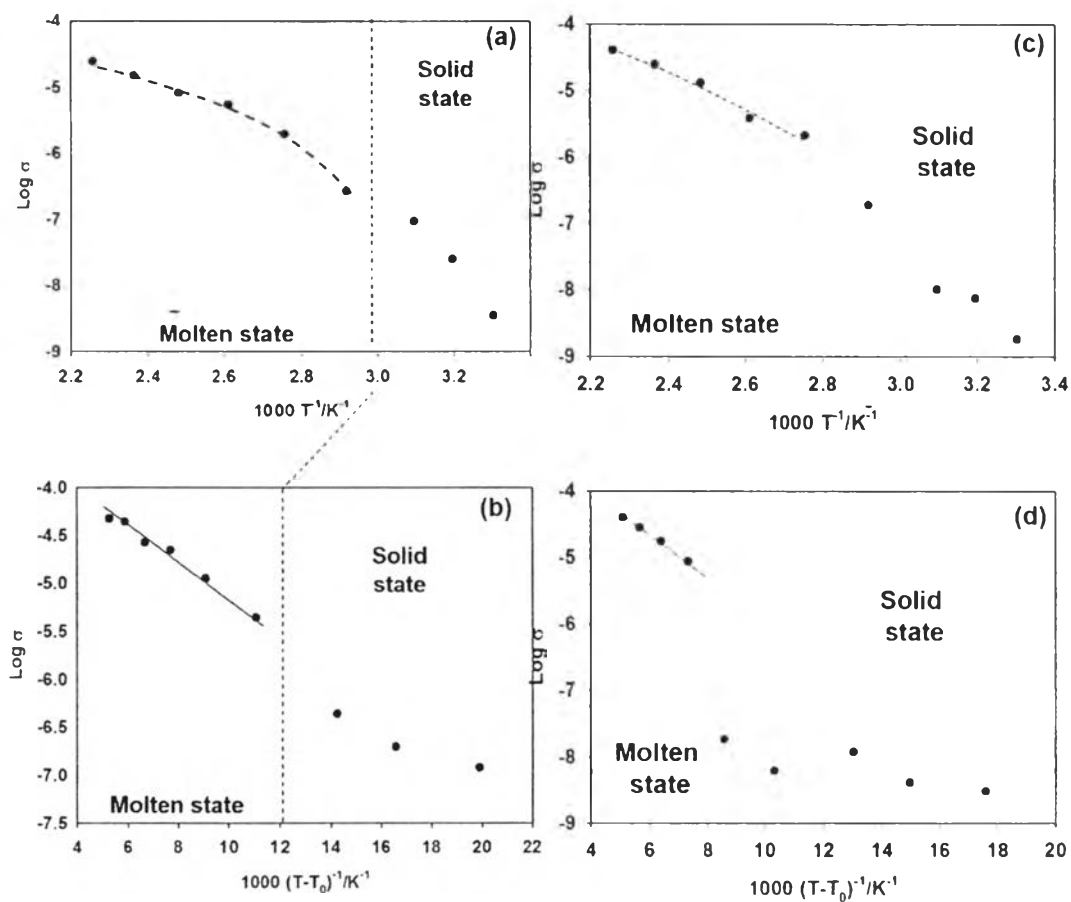 (a)
-4
-5
-6
-7
-8
-9
Log σ
Solid
state
Molten state
2.2 2.4 2.6 2.8 3.0 3.2
1000 T⁻¹/K⁻¹
(c)
-4
-5
-6
-7
-8
-9
Log σ
Solid
state
Molten state
2.2 2.4 2.6 2.8 3.0 3.2 3.4
1000 T⁻¹/K⁻¹
(b)
-4.0
-4.5
-5.0
-5.5
-6.0
-6.5
-7.0
-7.5
Log σ
Solid
state
Molten state
4 6 8 10 12 14 16 18 20 22
1000 (T-T₀)⁻¹/K⁻¹
(d)
-4
-5
-6
-7
-8
-9
Log σ
Solid
state
Molten
state
4 6 8 10 12 14 16 18 20
1000 (T-T₀)⁻¹/K⁻¹